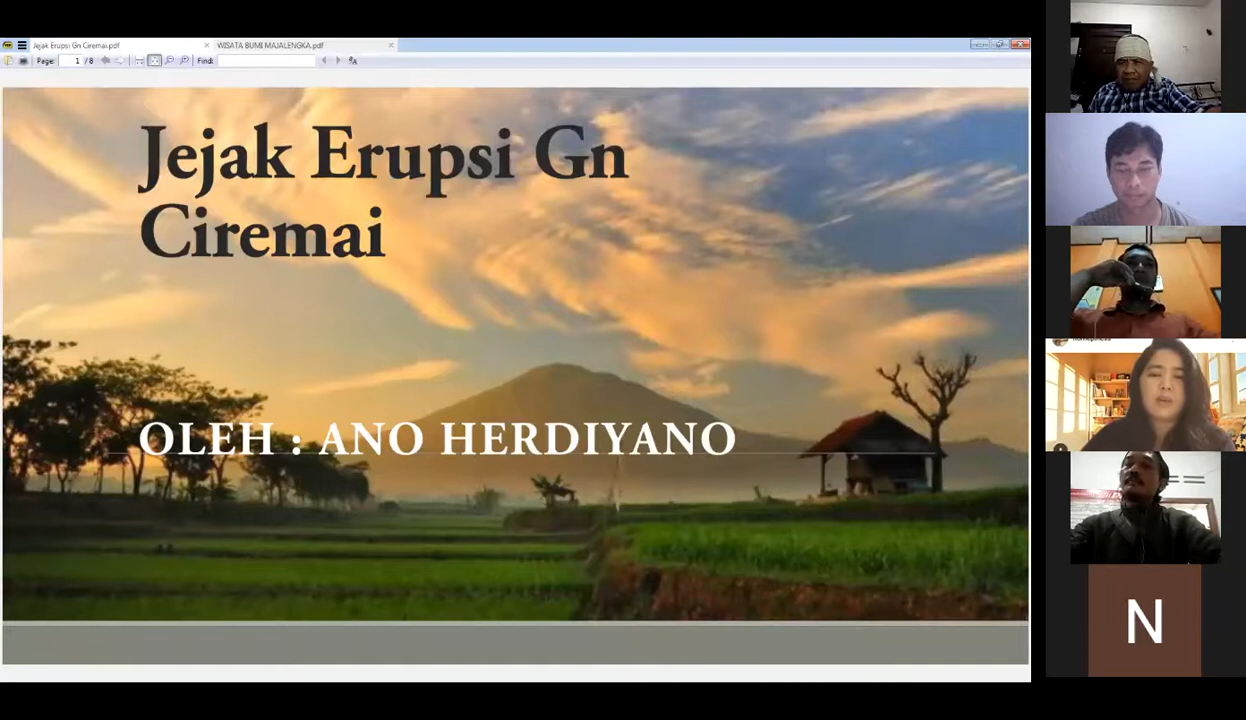 Jejak Erupsi Gn Ciremai.pdf
WISATA BUMI MAJALENGKA.pdf
Page: 1 / 8
Find:
Jejak Erupsi Gn
Ciremai
OLEH : ANO HERDIYANO
N